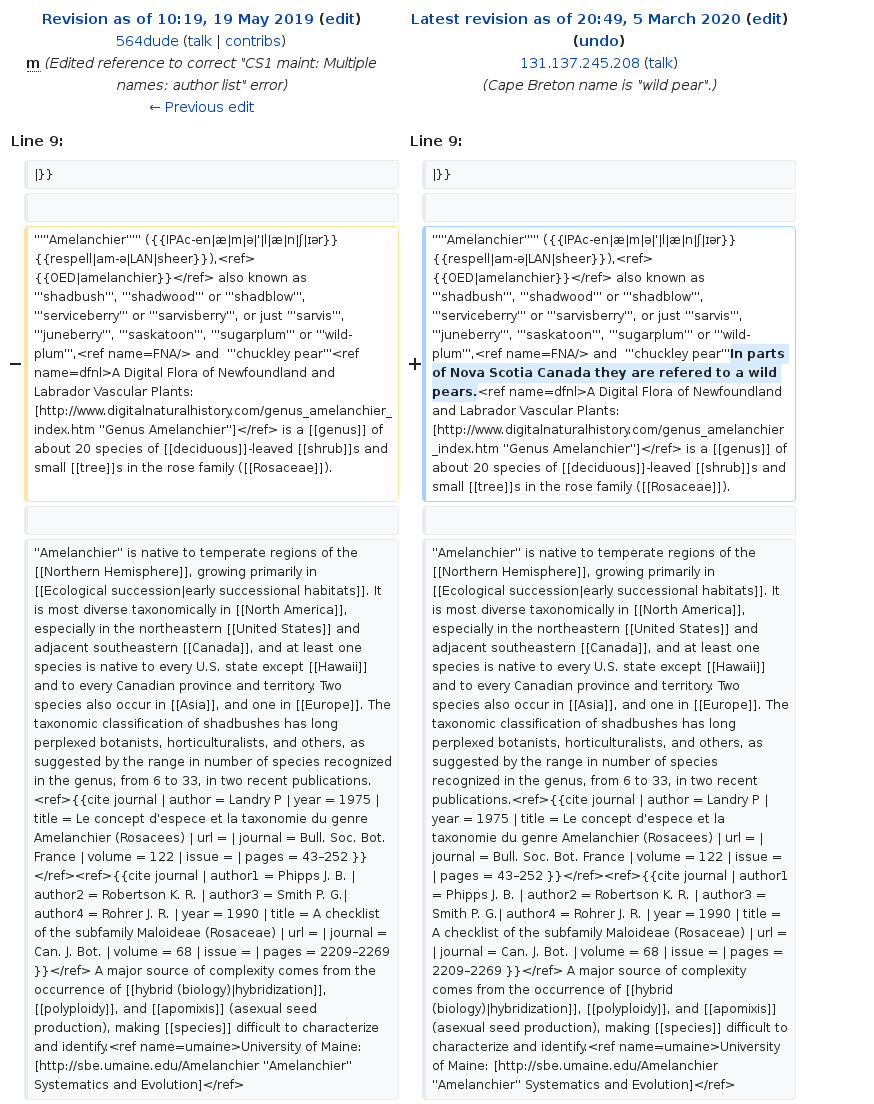 Revision as of 10:19, 19 May 2019 (edit)
564dude (talk | contribs)
m (Edited reference to correct "CS1 maint: Multiple
names: author list" error)
← Previous edit
Latest revision as of 20:49, 5 March 2020 (edit)
(undo)
131.137.245.208 (talk)
(Cape Breton name is "wild pear".)
Line 9:
|}}
−
'''''Amelanchier''''' ({{IPAc-en|æ|m|ə|'|l|æ|n|ʃ|ɪər}}
{{respell|am-ə|LAN|sheer}}),<ref>
{{OED|amelanchier}}</ref> also known as
'''shadbush''', '''shadwood''' or '''shadblow''',
'''serviceberry''' or '''sarvisberry''', or just '''sarvis''',
'''juneberry''', '''saskatoon''', '''sugarplum''' or '''wild-
plum''',<ref name=FNA/> and  '''chuckley pear'''<ref
name=dfnl>A Digital Flora of Newfoundland and
Labrador Vascular Plants:
[http://www.digitalnaturalhistory.com/genus_amelanchier_
index.htm "Genus Amelanchier"]</ref> is a [[genus]] of
about 20 species of [[deciduous]]-leaved [[shrub]]s and
small [[tree]]s in the rose family ([[Rosaceae]]).
''Amelanchier'' is native to temperate regions of the
[[Northern Hemisphere]], growing primarily in
[[Ecological succession|early successional habitats]]. It
is most diverse taxonomically in [[North America]],
especially in the northeastern [[United States]] and
adjacent southeastern [[Canada]], and at least one
species is native to every U.S. state except [[Hawaii]]
and to every Canadian province and territory. Two
species also occur in [[Asia]], and one in [[Europe]]. The
taxonomic classification of shadbushes has long
perplexed botanists, horticulturalists, and others, as
suggested by the range in number of species recognized
in the genus, from 6 to 33, in two recent publications.
<ref>{{cite journal | author = Landry P | year = 1975 |
title = Le concept d'espece et la taxonomie du genre
Amelanchier (Rosacees) | url = | journal = Bull. Soc. Bot.
France | volume = 122 | issue = | pages = 43–252 }}
</ref><ref>{{cite journal | author1 = Phipps J. B. |
author2 = Robertson K. R. | author3 = Smith P. G.|
author4 = Rohrer J. R. | year = 1990 | title = A checklist
of the subfamily Maloideae (Rosaceae) | url = | journal =
Can. J. Bot. | volume = 68 | issue = | pages = 2209–2269
}}</ref> A major source of complexity comes from the
occurrence of [[hybrid (biology)|hybridization]],
[[polyploidy]], and [[apomixis]] (asexual seed
production), making [[species]] difficult to characterize
and identify.<ref name=umaine>University of Maine:
[http://sbe.umaine.edu/Amelanchier ''Amelanchier''
Systematics and Evolution]</ref>
Line 9:
|}}
+
'''''Amelanchier''''' ({{IPAc-en|æ|m|ə|'|l|æ|n|ʃ|ɪər}}
{{respell|am-ə|LAN|sheer}}),<ref>
{{OED|amelanchier}}</ref> also known as
'''shadbush''', '''shadwood''' or '''shadblow''',
'''serviceberry''' or '''sarvisberry''', or just '''sarvis''',
'''juneberry''', '''saskatoon''', '''sugarplum''' or '''wild-
plum''',<ref name=FNA/> and  '''chuckley pear'''In parts
of Nova Scotia Canada they are refered to a wild
pears.<ref name=dfnl>A Digital Flora of Newfoundland
and Labrador Vascular Plants:
[http://www.digitalnaturalhistory.com/genus_amelanchier
_index.htm "Genus Amelanchier"]</ref> is a [[genus]] of
about 20 species of [[deciduous]]-leaved [[shrub]]s and
small [[tree]]s in the rose family ([[Rosaceae]]).
''Amelanchier'' is native to temperate regions of the
[[Northern Hemisphere]], growing primarily in
[[Ecological succession|early successional habitats]]. It
is most diverse taxonomically in [[North America]],
especially in the northeastern [[United States]] and
adjacent southeastern [[Canada]], and at least one
species is native to every U.S. state except [[Hawaii]]
and to every Canadian province and territory. Two
species also occur in [[Asia]], and one in [[Europe]]. The
taxonomic classification of shadbushes has long
perplexed botanists, horticulturalists, and others, as
suggested by the range in number of species
recognized in the genus, from 6 to 33, in two recent
publications.<ref>{{cite journal | author = Landry P |
year = 1975 | title = Le concept d'espece et la
taxonomie du genre Amelanchier (Rosacees) | url = |
journal = Bull. Soc. Bot. France | volume = 122 | issue =
| pages = 43–252 }}</ref><ref>{{cite journal | author1
= Phipps J. B. | author2 = Robertson K. R. | author3 =
Smith P. G.| author4 = Rohrer J. R. | year = 1990 | title =
A checklist of the subfamily Maloideae (Rosaceae) | url =
| journal = Can. J. Bot. | volume = 68 | issue = | pages =
2209–2269 }}</ref> A major source of complexity
comes from the occurrence of [[hybrid
(biology)|hybridization]], [[polyploidy]], and [[apomixis]]
(asexual seed production), making [[species]] difficult to
characterize and identify.<ref name=umaine>University
of Maine: [http://sbe.umaine.edu/Amelanchier
''Amelanchier'' Systematics and Evolution]</ref>